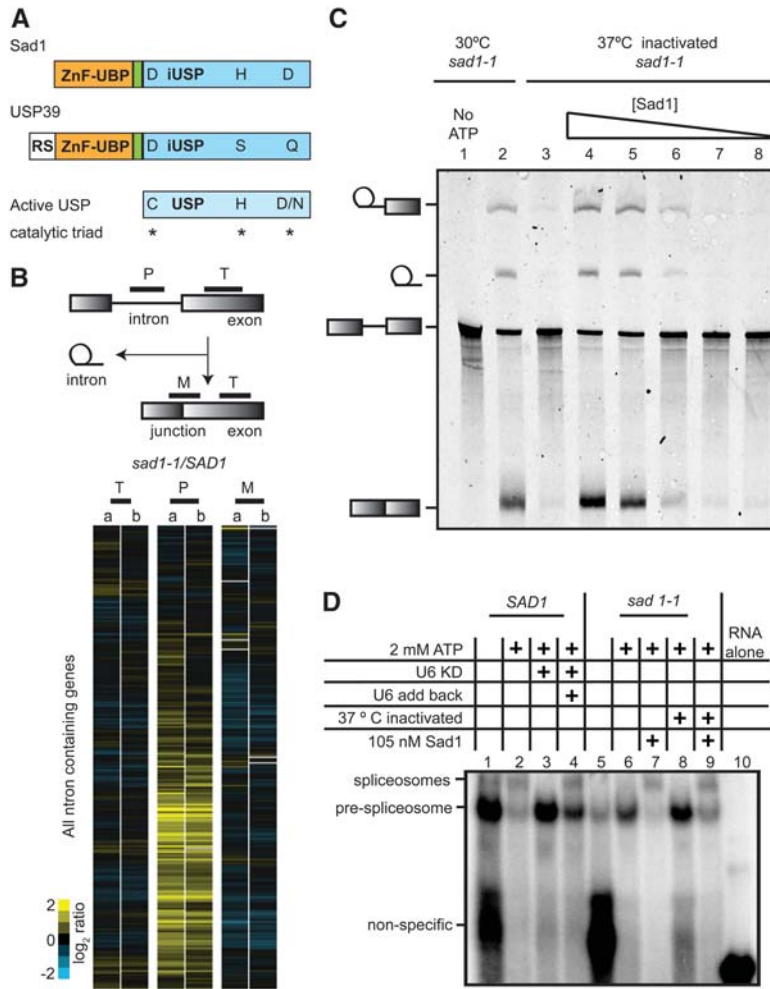 A
Sad1
ZnF-UBP D iUSP H D
USP39
RS ZnF-UBP D iUSP S Q
Active USP C USP H D/N
catalytic triad * * *
B
P T
intron exon
intron
M T
junction exon
sad1-1/SAD1
T P M
a b a b a b
All ntron containing genes
2
0
-2
log2 ratio
C
30ºC
sad1-1
37ºC inactivated
sad1-1
No
ATP
[Sad1]
1 2 3 4 5 6 7 8
D
SAD1 sad 1-1
2 mM ATP + + + + + + + RNA
alone
U6 KD + +
U6 add back +
37 º C inactivated + +
105 nM Sad1 + +
1 2 3 4 5 6 7 8 9 10
spliceosomes
pre-spliceosome
non-specific